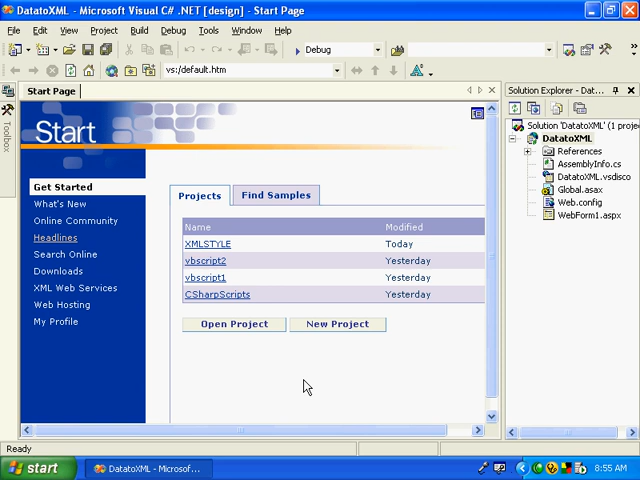 DatatoXML - Microsoft Visual C# .NET [design] - Start Page
File Edit View Project Build Debug Tools Window Help
Debug
vs:/default.htm
Start Page
Solution Explorer - Dat...
Toolbox
Start
Get Started
What's New
Online Community
Headlines
Search Online
Downloads
XML Web Services
Web Hosting
My Profile
Projects Find Samples
Name Modified
XMLSTYLE Today
vbscript2 Yesterday
vbscript1 Yesterday
CSharpScripts Yesterday
Open Project New Project
Solution 'DatatoXML' (1 proje
DatatoXML
References
AssemblyInfo.cs
DatatoXML.vsdisco
Global.asax
Web.config
WebForm1.aspx
Ready
start DatatoXML - Microsof... 8:55 AM